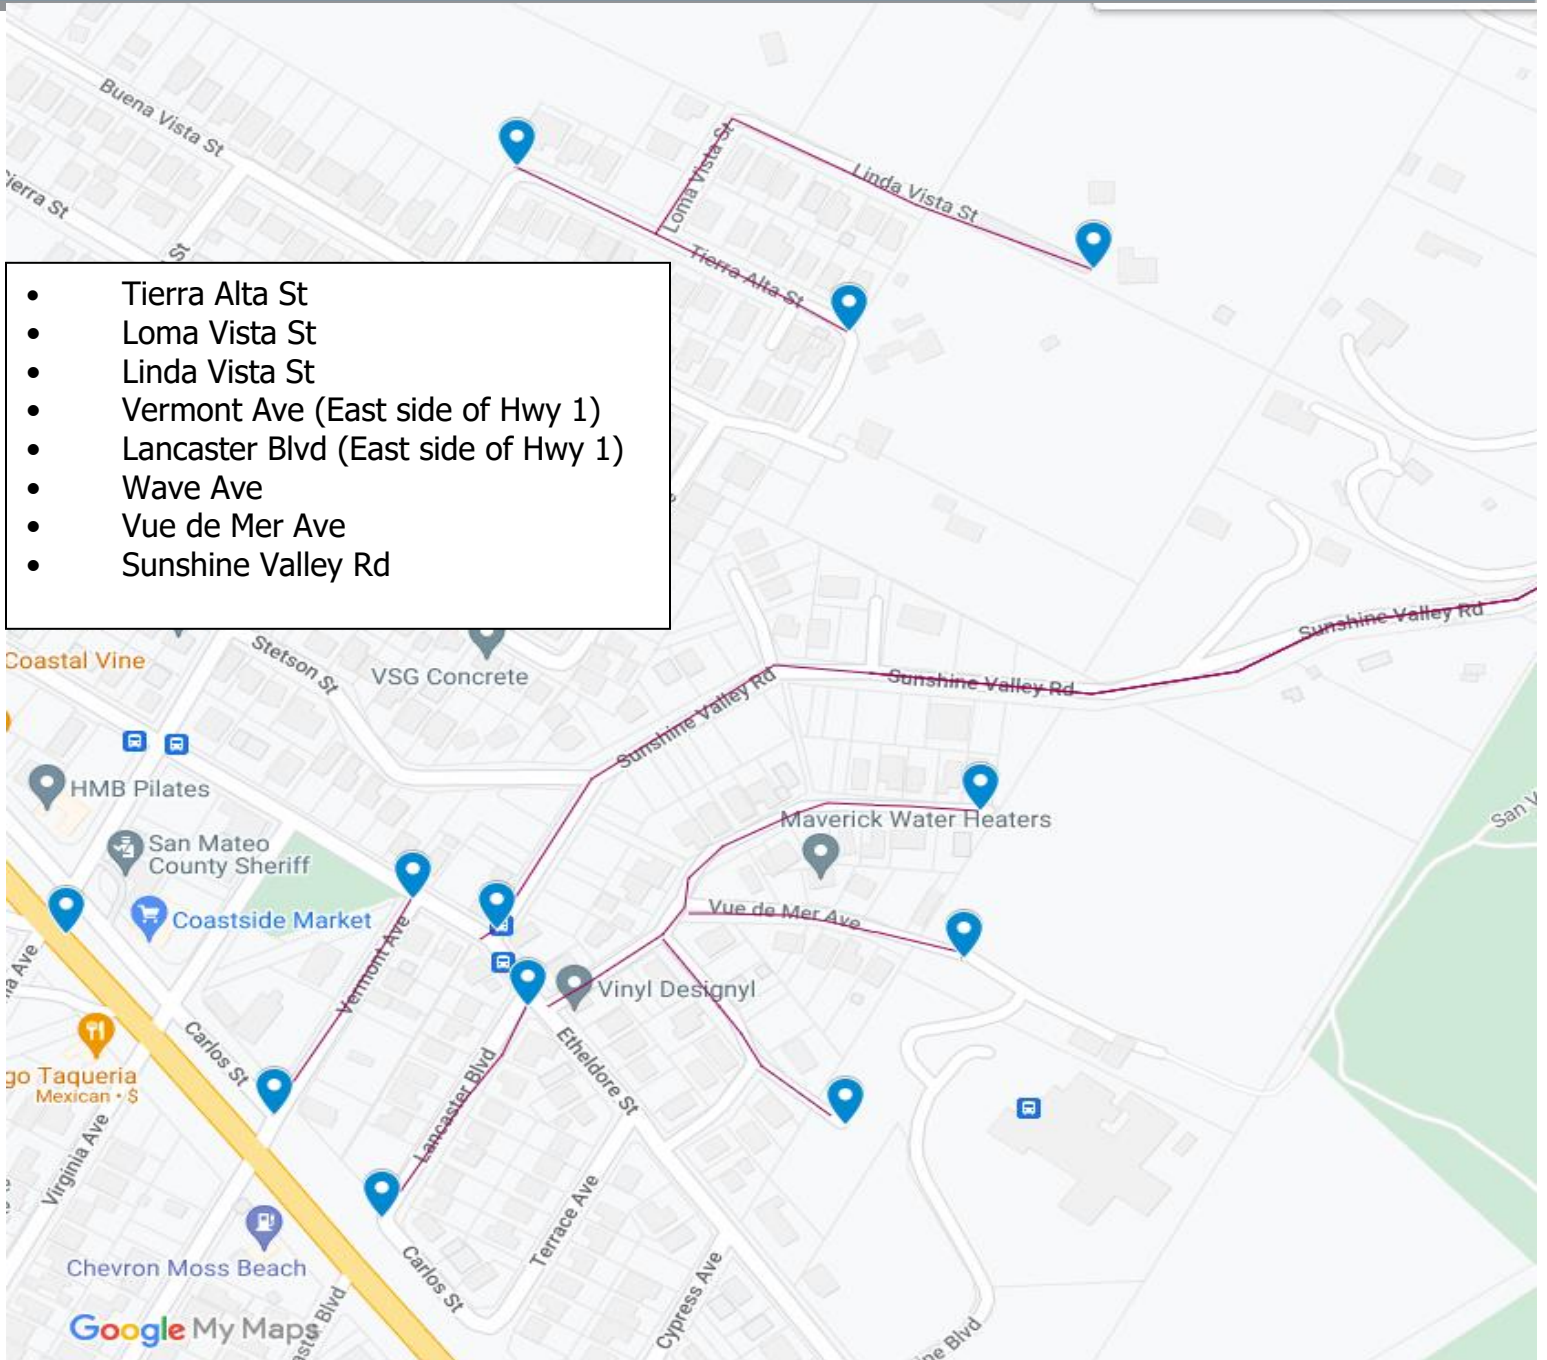 Buena Vista St
Loma Vista St
Linda Vista St
Tierra Alta St
St
• Tierra Alta St
• Loma Vista St
• Linda Vista St
• Vermont Ave (East side of Hwy 1)
• Lancaster Blvd (East side of Hwy 1)
• Wave Ave
• Vue de Mer Ave
• Sunshine Valley Rd
Sunshine Valley Rd
Coastal Vine
Stetson St
VSG Concrete
Sunshine Valley Rd
Sunshine Valley Rd
HMB Pilates
Maverick Water Heaters
San Mateo
County Sheriff
Coastside Market
Vue de Mer Ave
Vermont Ave
Vinyl Designyl
Carlos St
Etheldore St
go Taqueria
Mexican • $
Lancaster Blvd
Virginia Ave
Terrace Ave
Chevron Moss Beach
Carlos St
Cypress Ave
Google My Maps